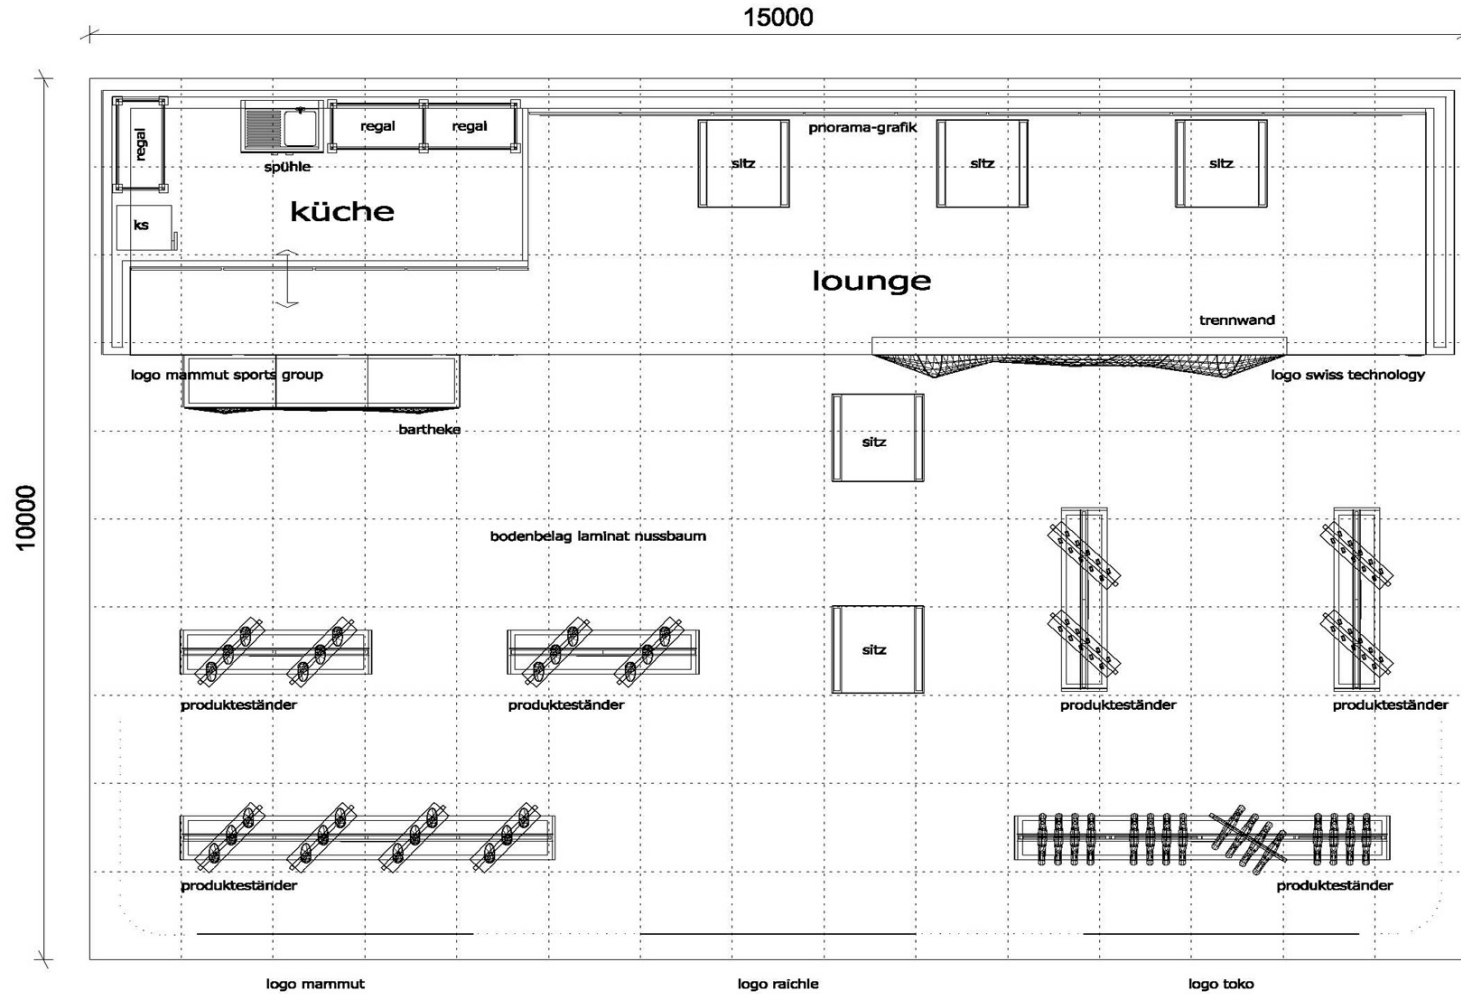 15000
10000
regal
spühle
regal
regal
pnorama-grafik
sitz
sitz
sitz
ks
küche
lounge
trennwand
logo mammut sports group
logo swiss technology
bartheke
sitz
bodenbelag laminat nussbaum
sitz
produkteständer
produkteständer
produkteständer
produkteständer
produkteständer
produkteständer
logo mammut
logo raichle
logo toko